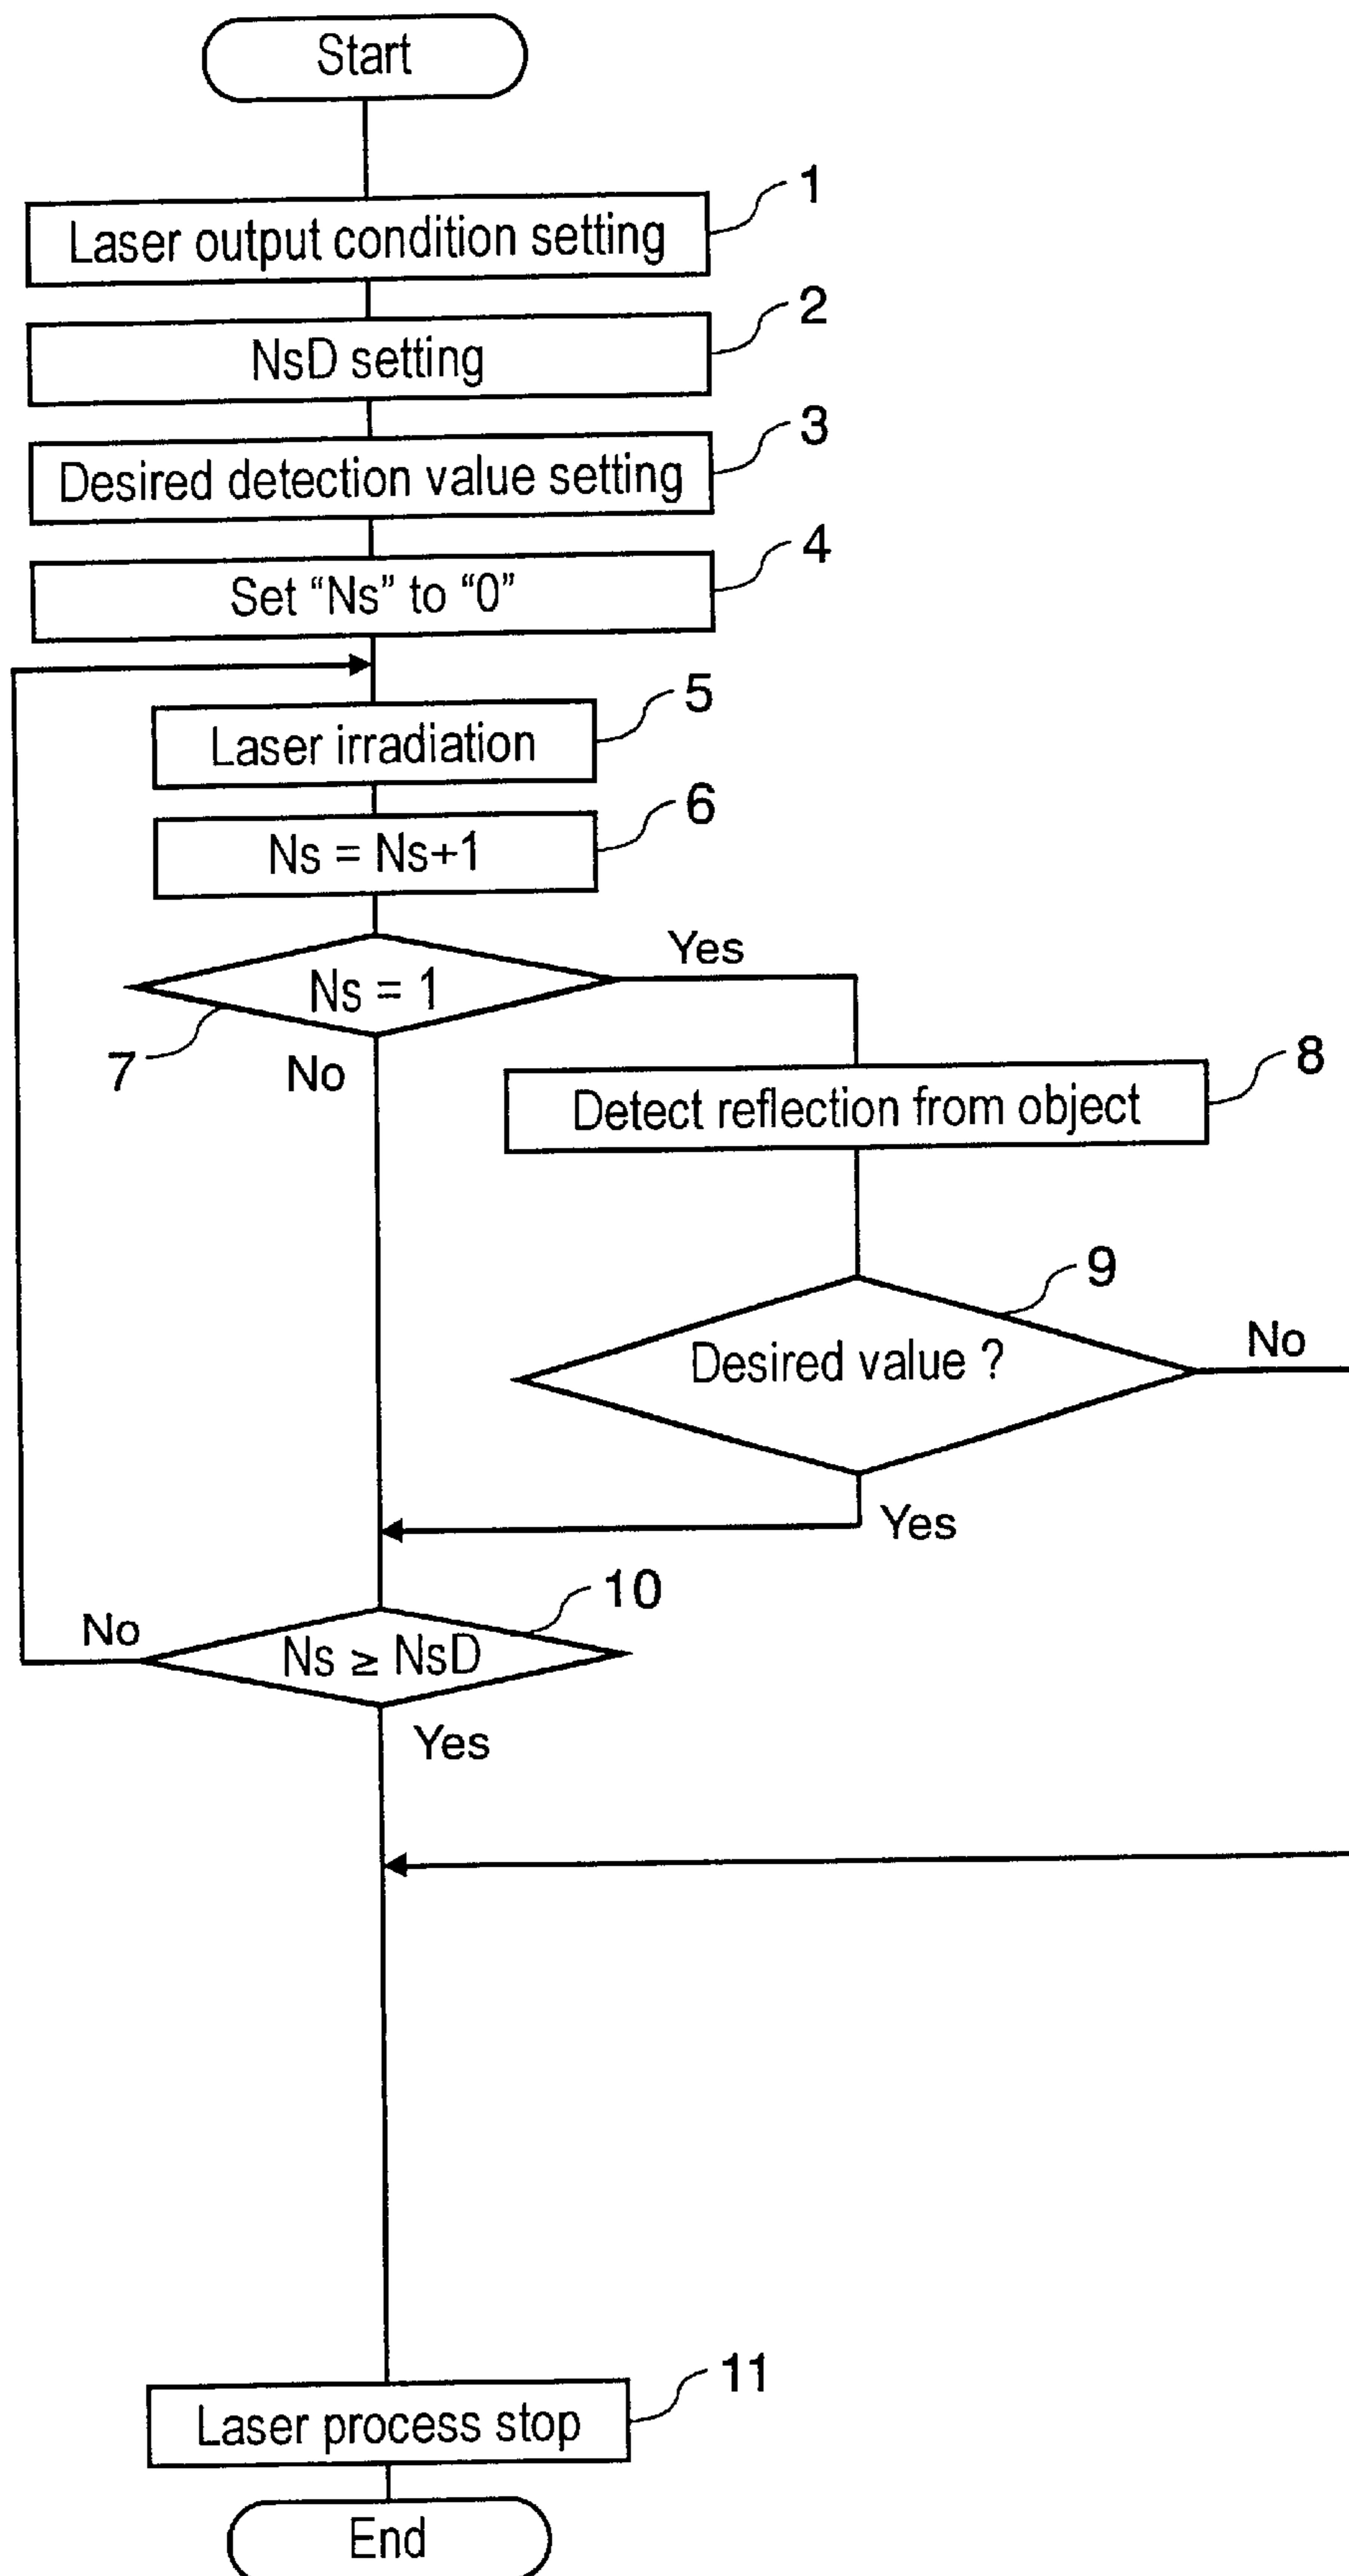 Start
1
Laser output condition setting
2
NsD setting
3
Desired detection value setting
4
Set “Ns” to “0”
5
Laser irradiation
6
Ns = Ns+1
Yes
Ns = 1
7
No
8
Detect reflection from object
9
Desired value ?
No
Yes
10
No
Ns ≥ NsD
Yes
11
Laser process stop
End